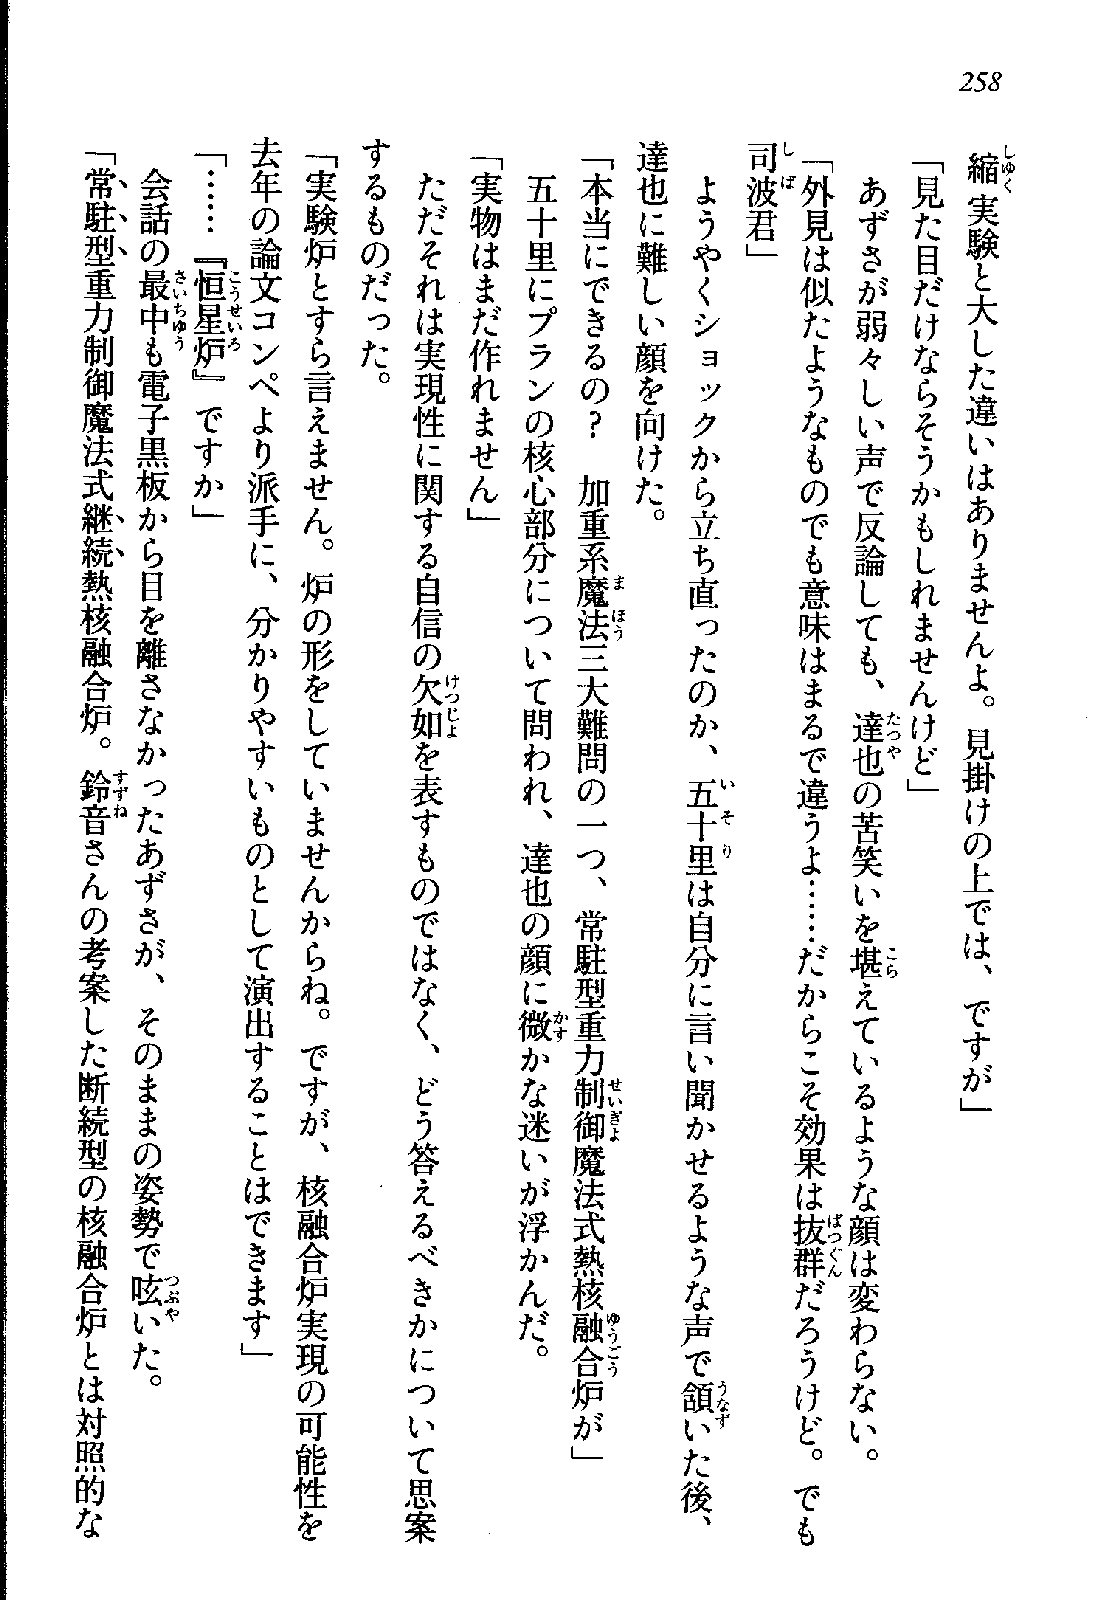 258
縮実験と大した違いはありませんよ。見掛けの上では、ですが」
「見た目だけならそうかもしれませんけど」
あずさが弱々しい声で反論しても、達也の苦笑いを堪えているような顔は変わらない。
「外見は似たようなものでも意味はまるで違うよ……だからこそ効果は抜群だろうけど。でも
司波君」
ようやくショックから立ち直ったのか、五十里は自分に言い聞かせるような声で頷いた後、
達也に難しい顔を向けた。
「本当にできるの？　加重系魔法三大難問の一つ、常駐型重力制御魔法式熱核融合炉が」
五十里にプランの核心部分について問われ、達也の顔に微かな迷いが浮かんだ。
「実物はまだ作れません」
ただそれは実現性に関する自信の欠如を表すものではなく、どう答えるべきかについて思案
するものだった。
「実験炉とすら言えません。炉の形をしていませんからね。ですが、核融合炉実現の可能性を
去年の論文コンペより派手に、分かりやすいものとして演出することはできます」
「……『恒星炉』ですか」
会話の最中も電子黒板から目を離さなかったあずさが、そのままの姿勢で呟いた。
「常駐型重力制御魔法式継続熱核融合炉。鈴音さんの考案した断続型の核融合炉とは対照的な